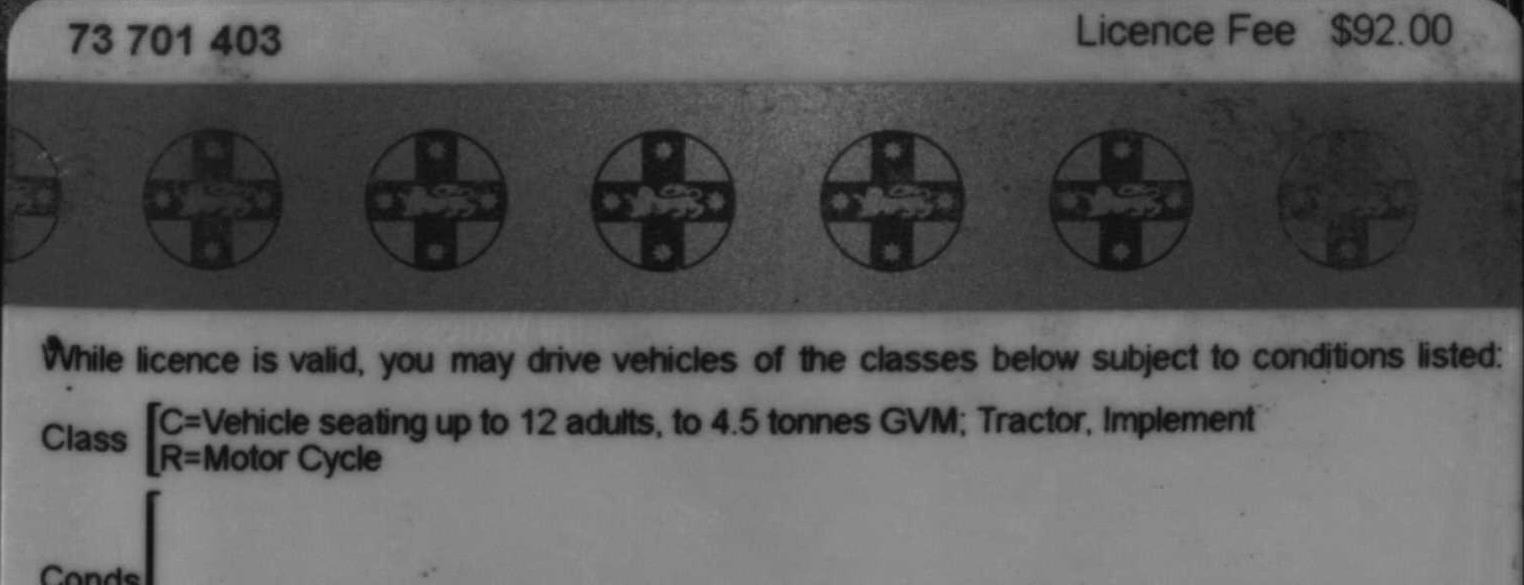 73 701 403 Licence Fee $92.00
While licence is valid, you may drive vehicles of the classes below subject to conditions listed:
Class [C=Vehicle seating up to 12 adults, to 4.5 tonnes GVM; Tractor, Implement
R=Motor Cycle
Conds